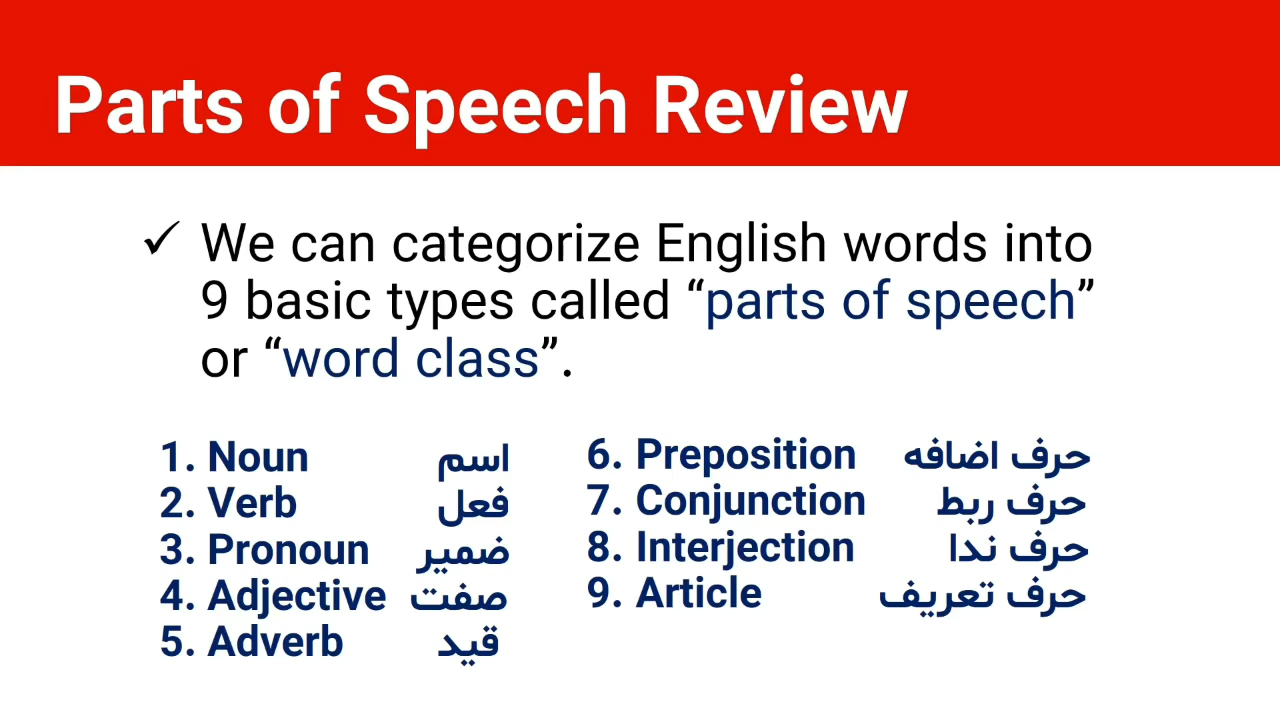 Parts of Speech Review
✓ We can categorize English words into
9 basic types called “parts of speech”
or “word class”.
1. Noun اسم
2. Verb فعل
3. Pronoun ضمیر
4. Adjective صفت
5. Adverb قید
6. Preposition حرف اضافه
7. Conjunction حرف ربط
8. Interjection حرف ندا
9. Article حرف تعریف